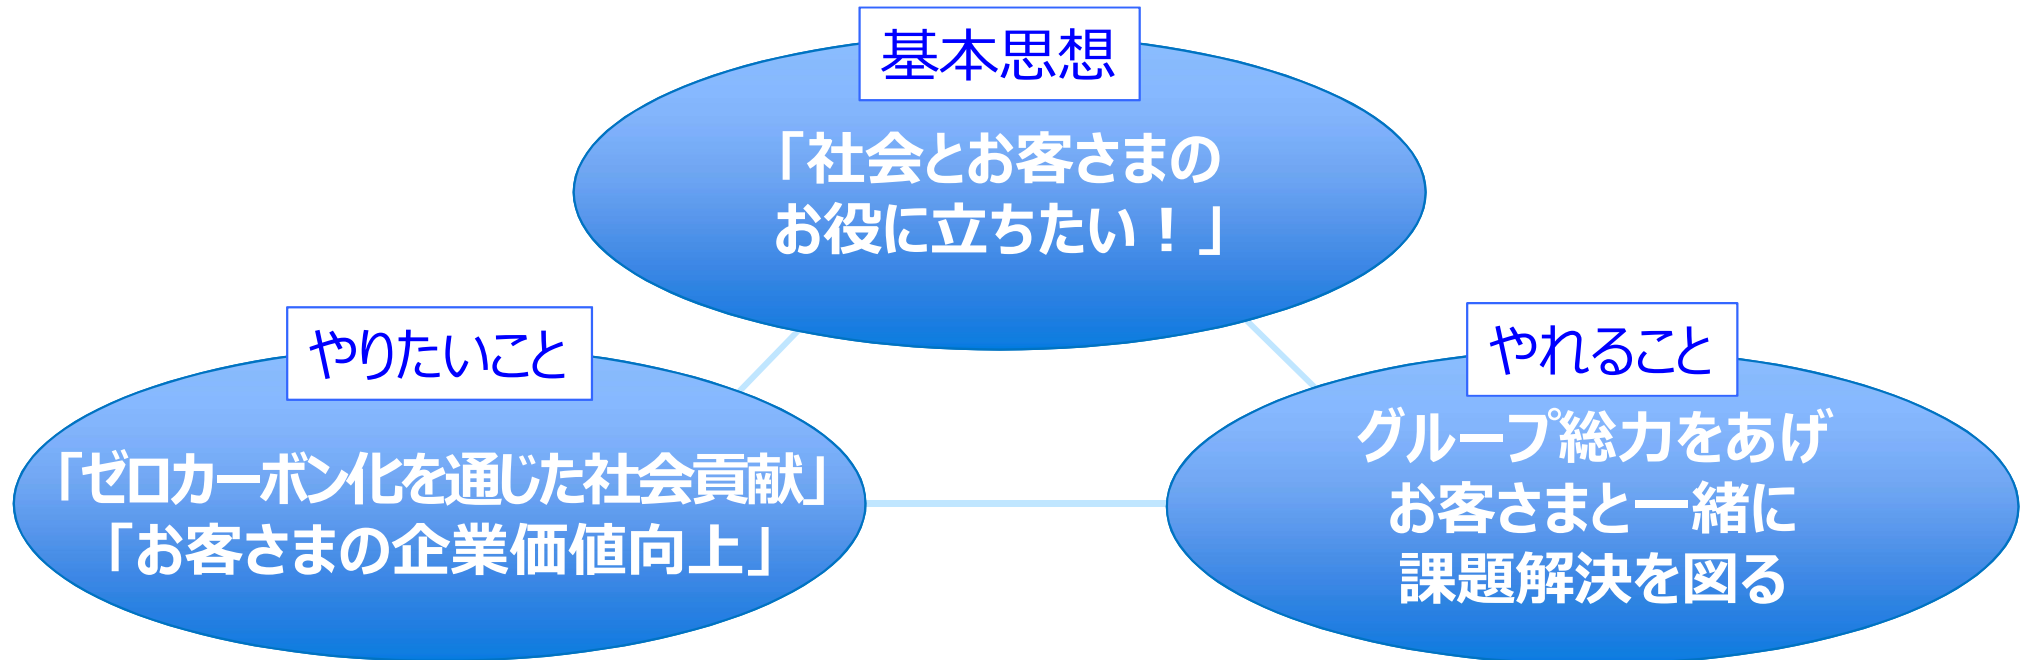 基本思想
「社会とお客さまの
お役に立ちたい！」
やりたいこと
「ゼロカーボン化を通じた社会貢献」
「お客さまの企業価値向上」
やれること
グループ総力をあげ
お客さまと一緒に
課題解決を図る